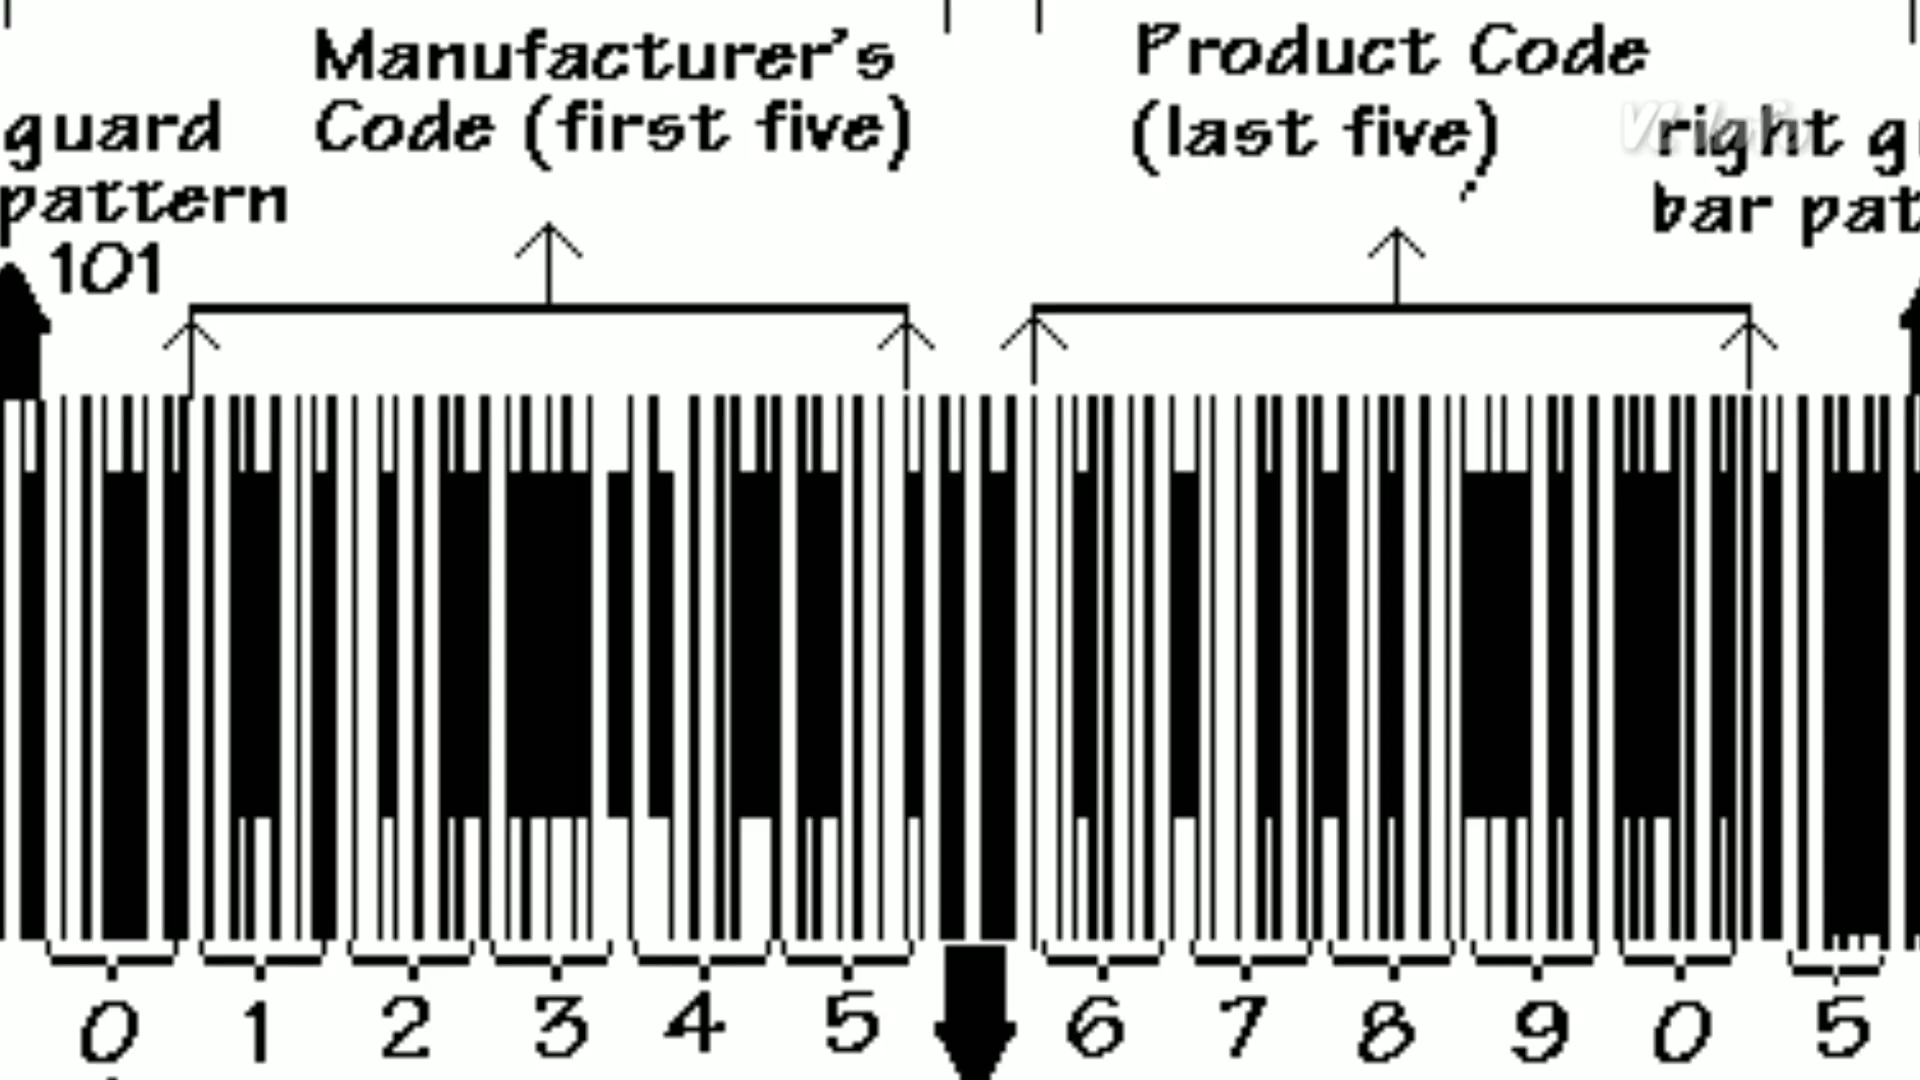 Manufacturer's
Code (first five)
Product Code
(last five)
guard
pattern
101
right
bar
0 1 2 3 4 5 6 7 8 9 0 5